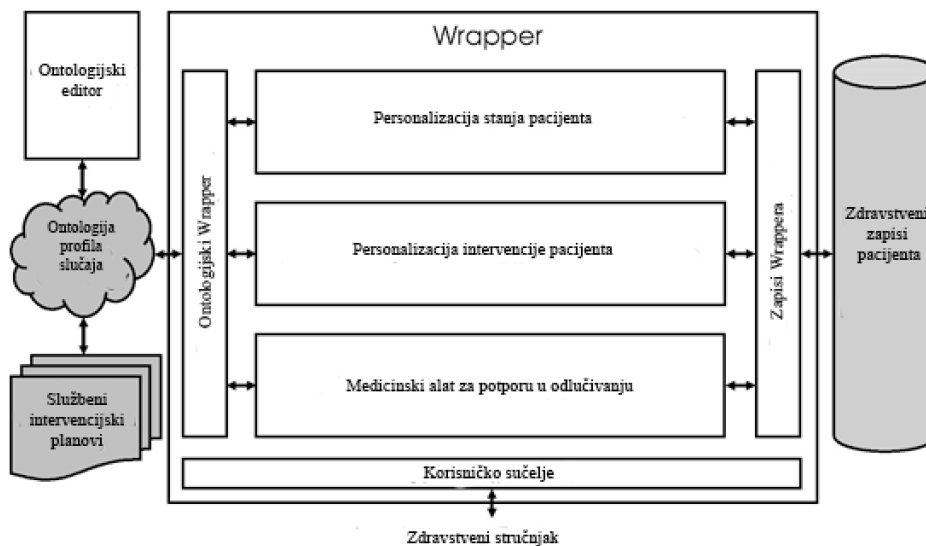 Wrapper
Ontologijski
editor
Ontologija
profila
slučaja
Službeni
intervencijski
planovi
Ontologijski Wrapper
Personalizacija stanja pacijenta
Personalizacija intervencije pacijenta
Medicinski alat za potporu u odlučivanju
Zapisi Wrappera
Zdravstveni
zapisi
pacijenta
Korisničko sučelje
Zdravstveni stručnjak